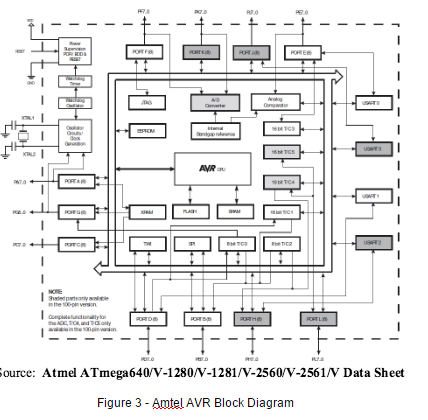 PF7..0
PK7..0
PJ7..0
PE7..0
VCC
Power
Supervision
POR / BOD &
RESET
PORT F (8)
PORT K (8)
PORT J (8)
PORT E (8)
RESET
GND
Watchdog
Timer
Watchdog
Oscillator
JTAG
A/D
Converter
Analog
Comparator
USART 0
XTAL1
Oscillator
Circuits /
Clock
Generation
EEPROM
Internal
Bandgap reference
16 bit T/C 3
XTAL2
16 bit T/C 5
USART 3
AVR CPU
PA7..0
PORT A (8)
16 bit T/C 4
USART 1
PG5..0
PORT G (6)
XRAM
FLASH
SRAM
16 bit T/C 1
PC7..0
PORT C (8)
TWI
SPI
8 bit T/C 0
8 bit T/C 2
USART 2
NOTE:
Shaded parts only available
in the 100-pin version.
Complete functionality for
the ADC, T/C4, and T/C5 only
available in the 100-pin version.
PORT D (8)
PORT B (8)
PORT H (8)
PORT L (8)
PD7..0
PB7..0
PH7..0
PL7..0
Source: Atmel ATmega640/V-1280/V-1281/V-2560/V-2561/V Data Sheet
Figure 3 - Amtel AVR Block Diagram